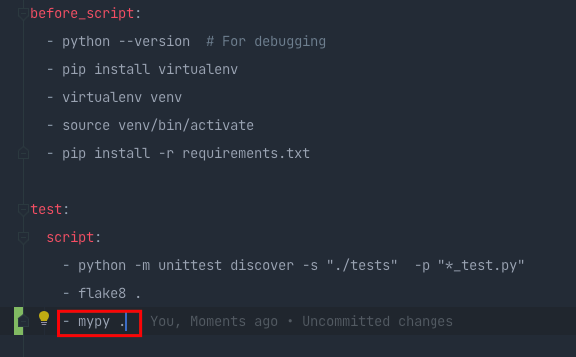 before_script:
- python --version  # For debugging
- pip install virtualenv
- virtualenv venv
- source venv/bin/activate
- pip install -r requirements.txt
test:
script:
- python -m unittest discover -s "./tests"  -p "*_test.py"
- flake8 .
- mypy .  You, Moments ago • Uncommitted changes